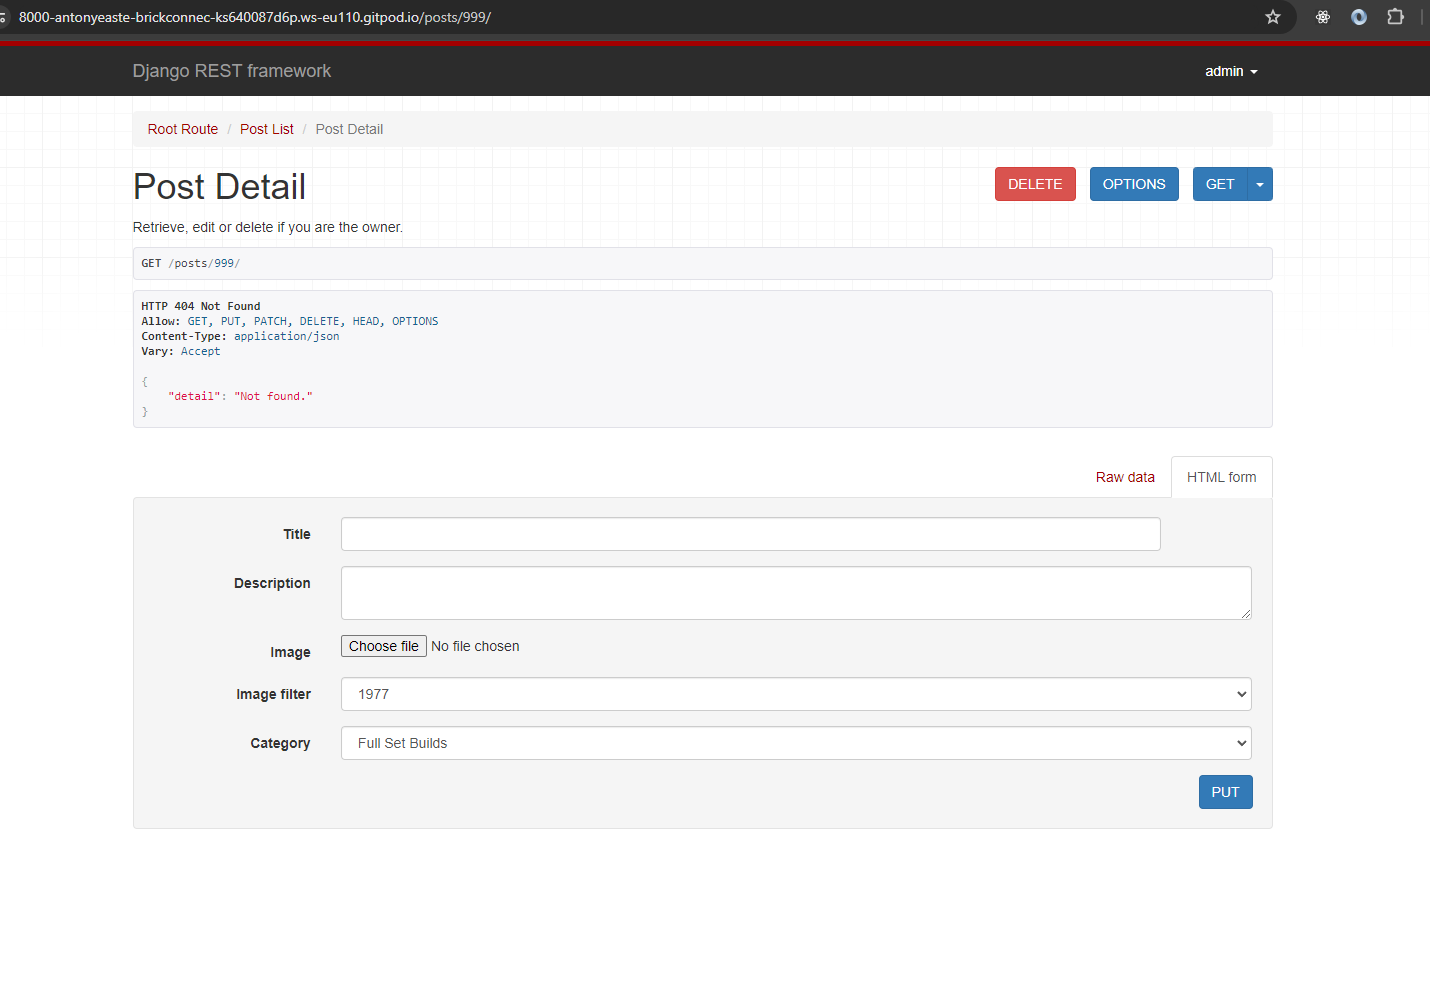 8000-antonyeaste-brickconnec-ks640087d6p.ws-eu110.gitpod.io/posts/999/
Django REST framework
admin
Root Route / Post List / Post Detail
Post Detail
DELETE
OPTIONS
GET
Retrieve, edit or delete if you are the owner.
GET /posts/999/
HTTP 404 Not Found
Allow: GET, PUT, PATCH, DELETE, HEAD, OPTIONS
Content-Type: application/json
Vary: Accept
{
    "detail": "Not found."
}
Raw data
HTML form
Title
Description
Image
Choose file No file chosen
Image filter
1977
Category
Full Set Builds
PUT